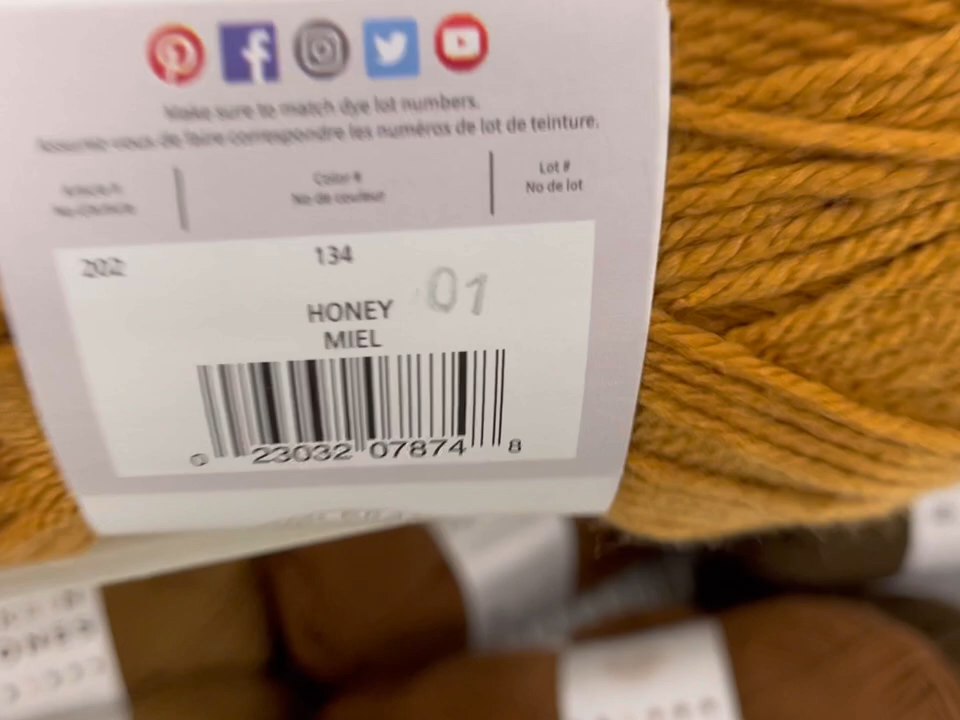 Make sure to match dye lot numbers.
Assurez-vous de faire correspondre les numéros de lot de teinture.
Lot #
No de lot
Color #
No de couleur
202
134
01
HONEY
MIEL
0 23032 07874 8